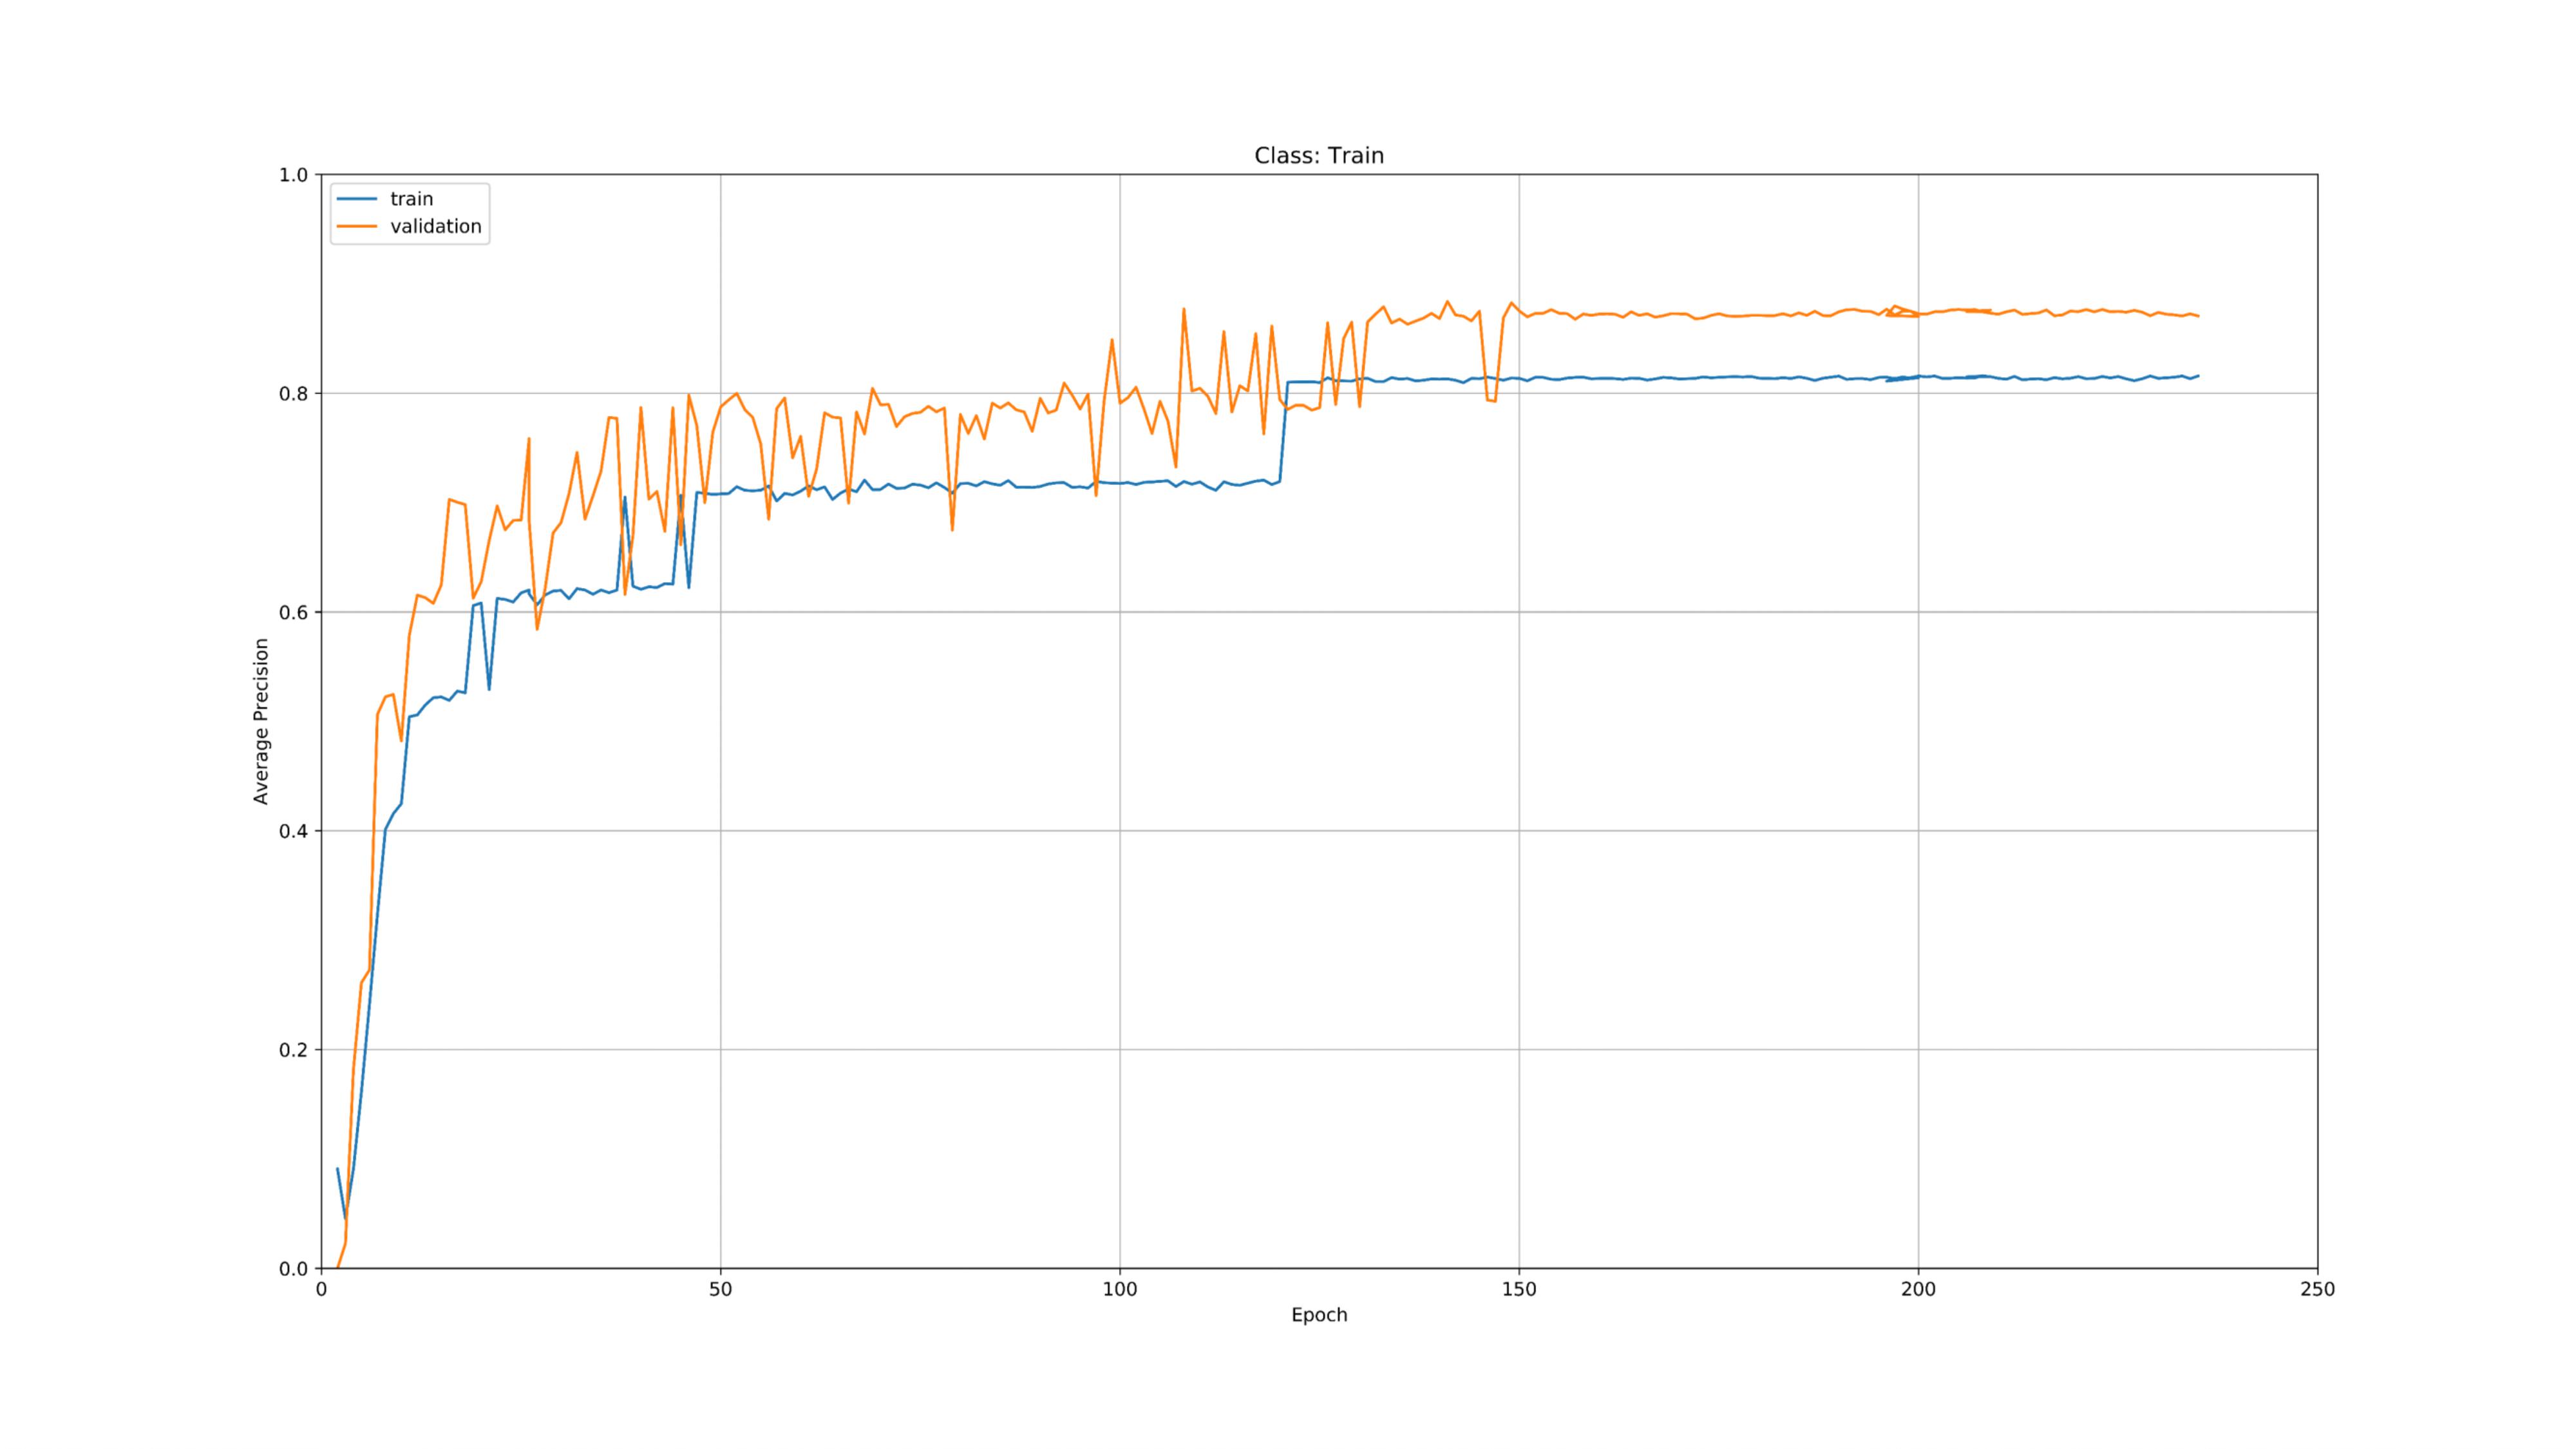 Class: Train
train
validation
1.0
0.8
0.6
0.4
0.2
0.0
Average Precision
0 50 100 150 200 250
Epoch